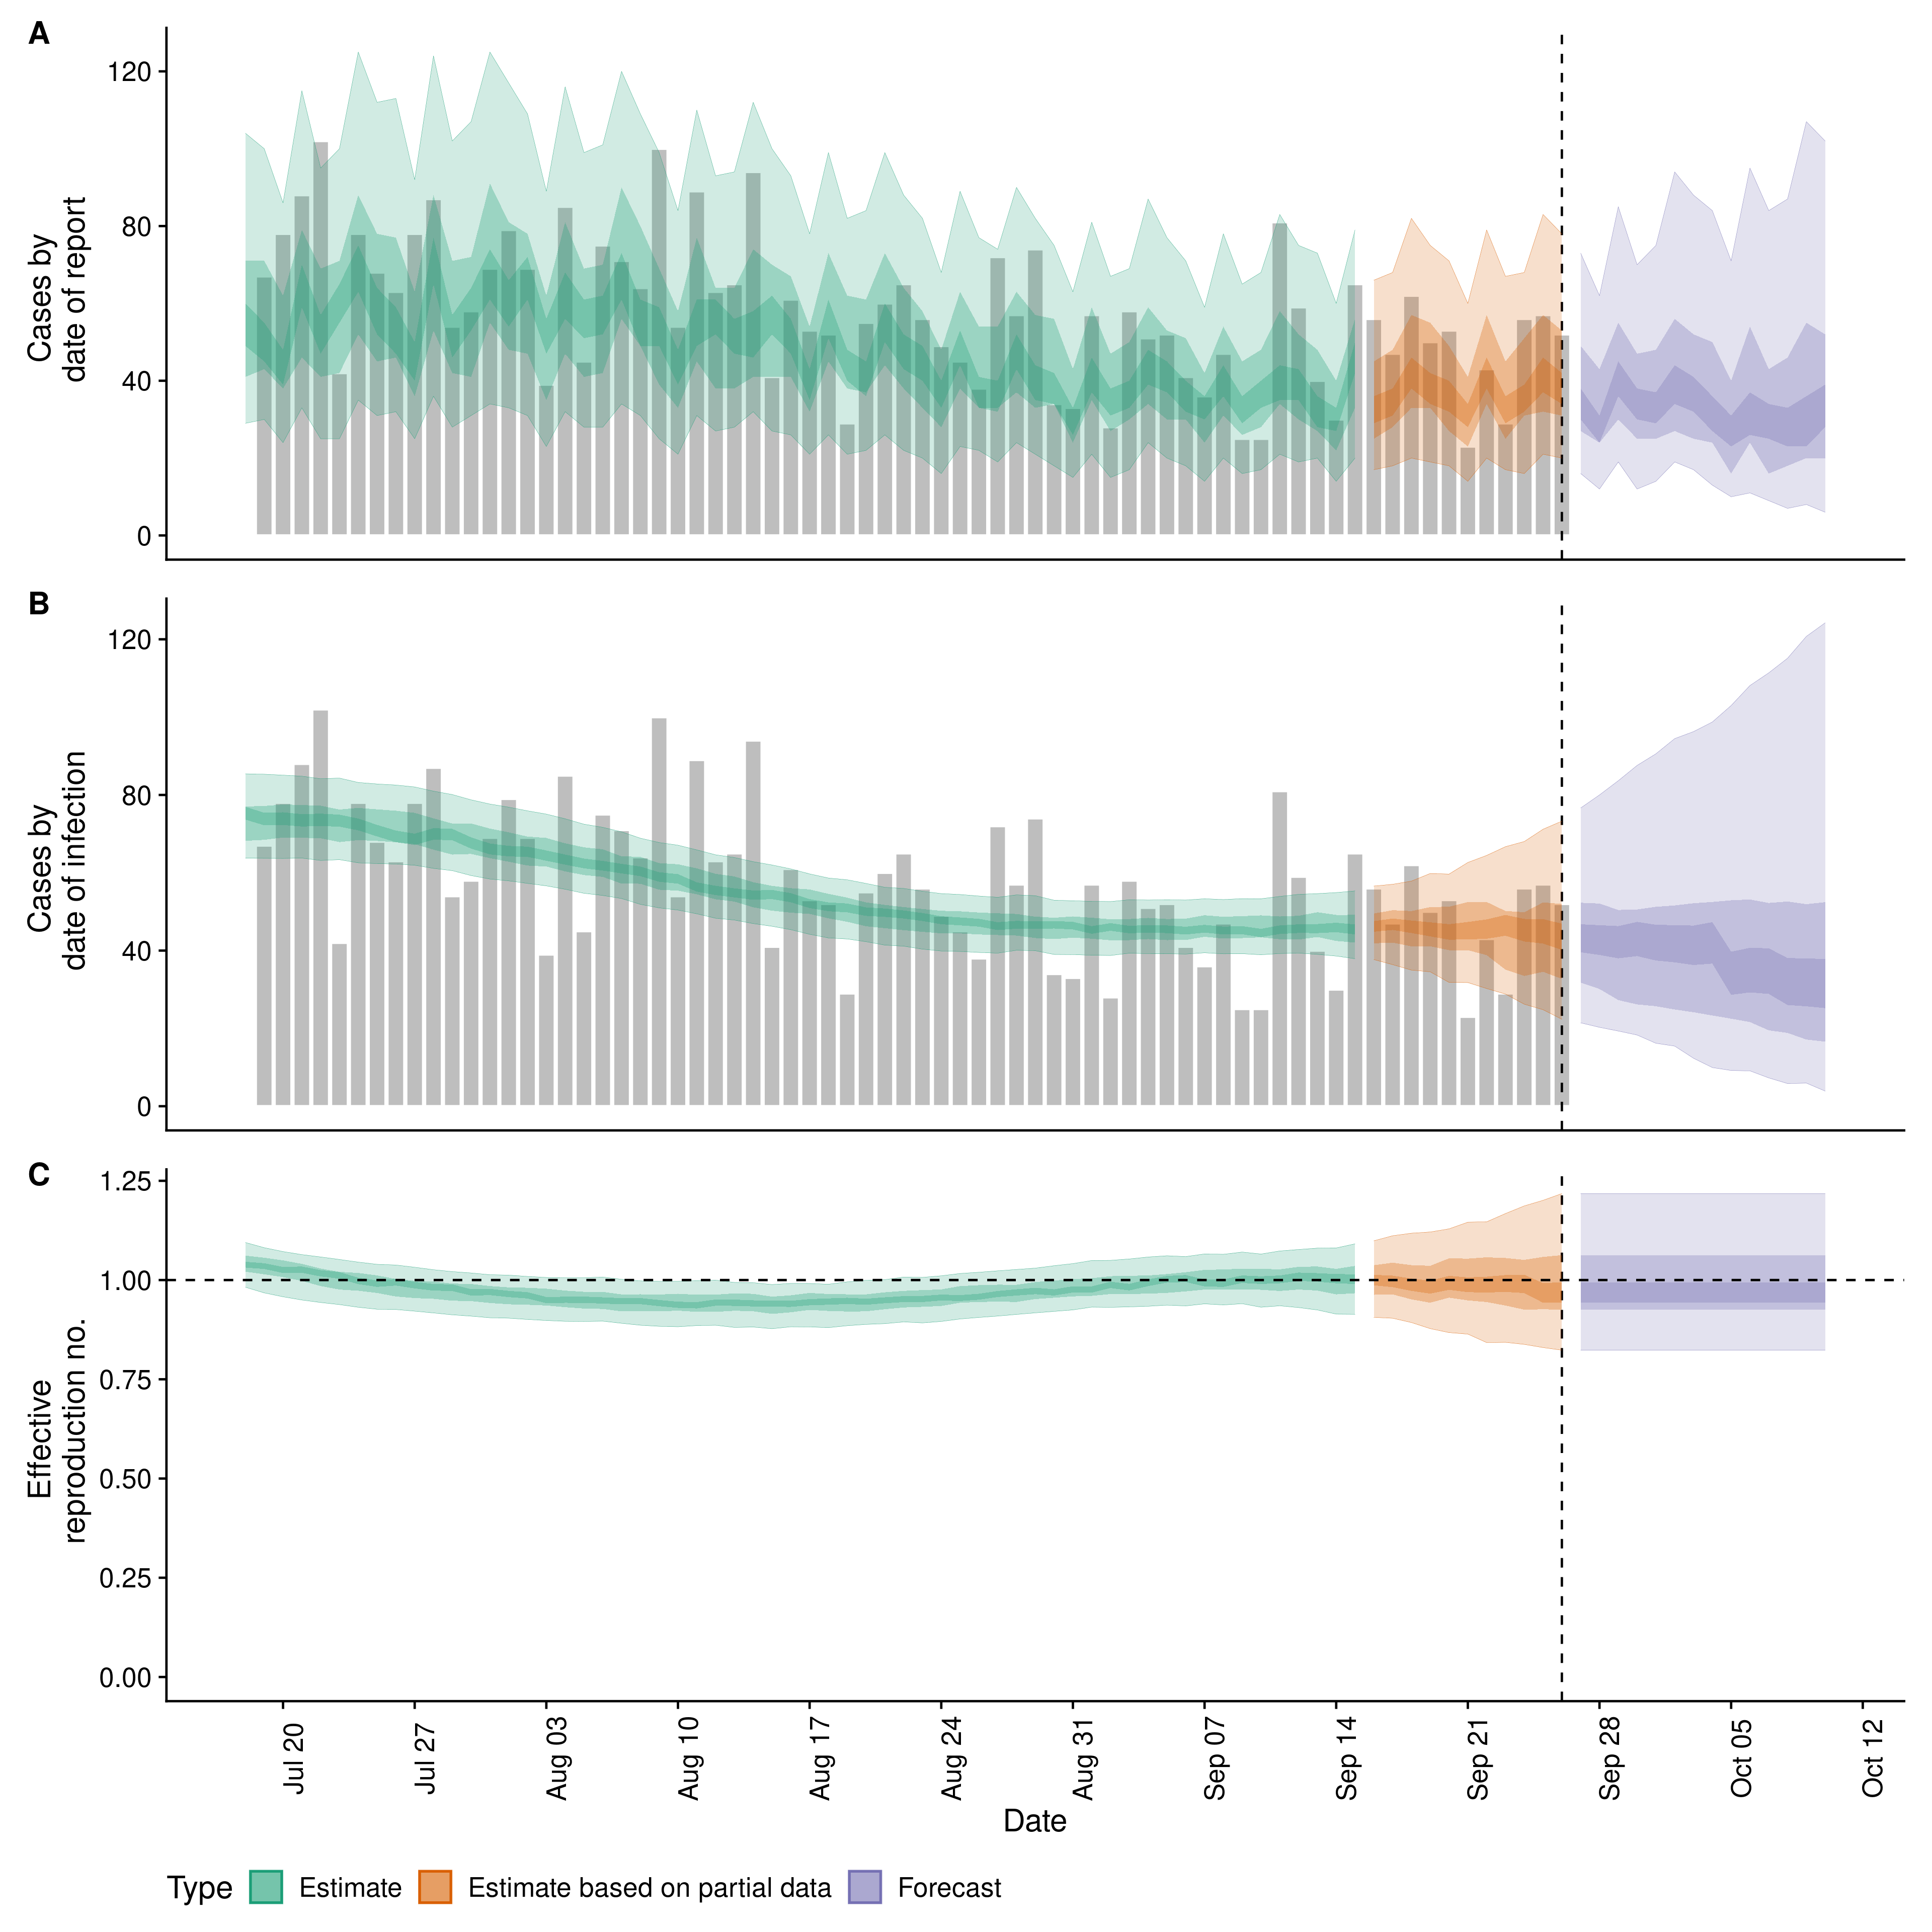 A
Cases by
date of report
120
80
40
0
B
Cases by
date of infection
120
80
40
0
C
Effective
reproduction no.
1.25
1.00
0.75
0.50
0.25
0.00
Jul 20
Jul 27
Aug 03
Aug 10
Aug 17
Aug 24
Aug 31
Sep 07
Sep 14
Sep 21
Sep 28
Oct 05
Oct 12
Date
Type Estimate Estimate based on partial data Forecast